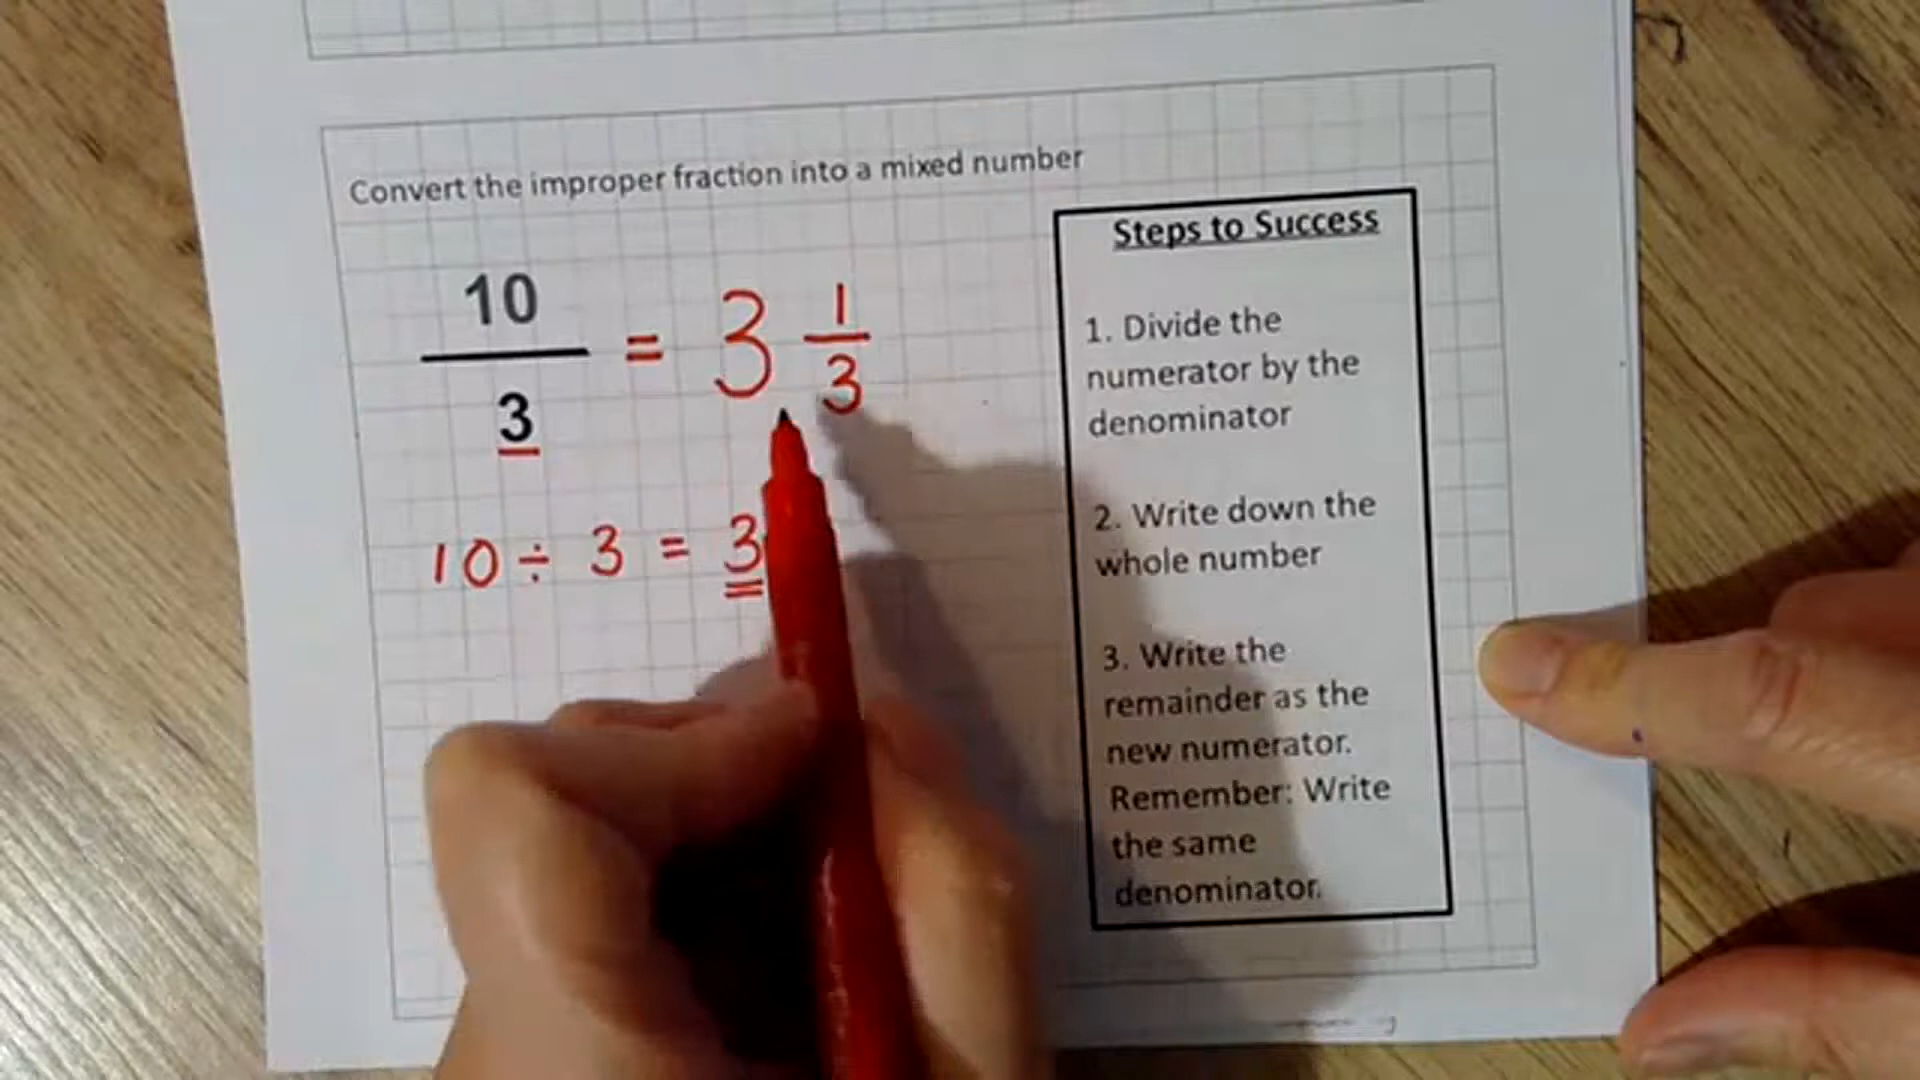 Convert the improper fraction into a mixed number
10
3
= 3 1/3
10 ÷ 3 = 3
Steps to Success
1. Divide the
numerator by the
denominator
2. Write down the
whole number
3. Write the
remainder as the
new numerator.
Remember: Write
the same
denominator.